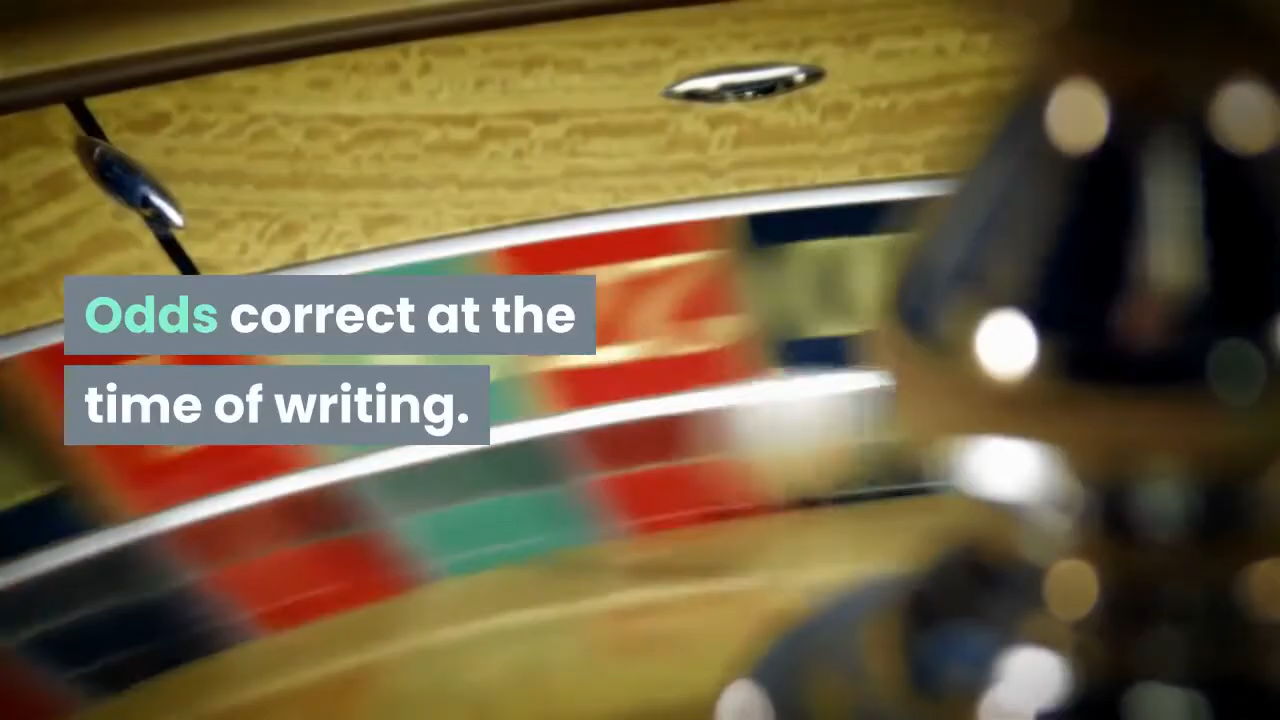 Odds correct at the
time of writing.